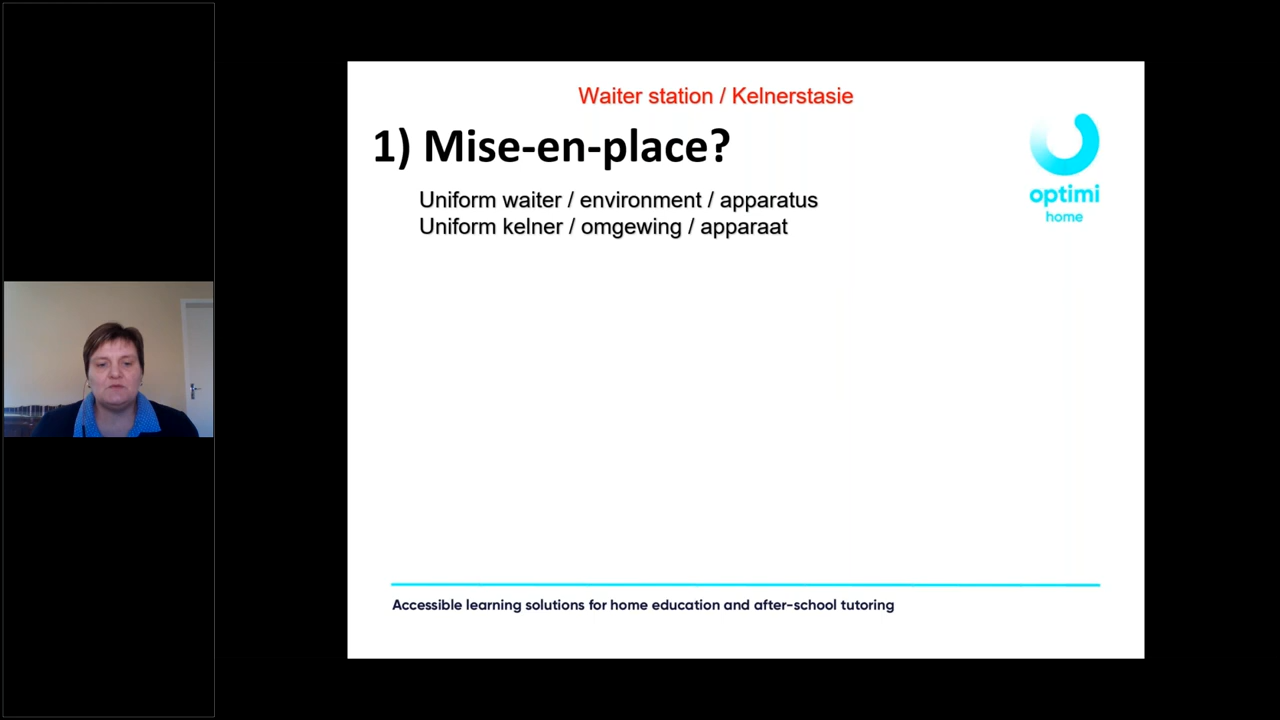 Waiter station / Kelnerstasie
1) Mise-en-place?
Uniform waiter / environment / apparatus
Uniform kelner / omgewing / apparaat
optimi
home
Accessible learning solutions for home education and after-school tutoring